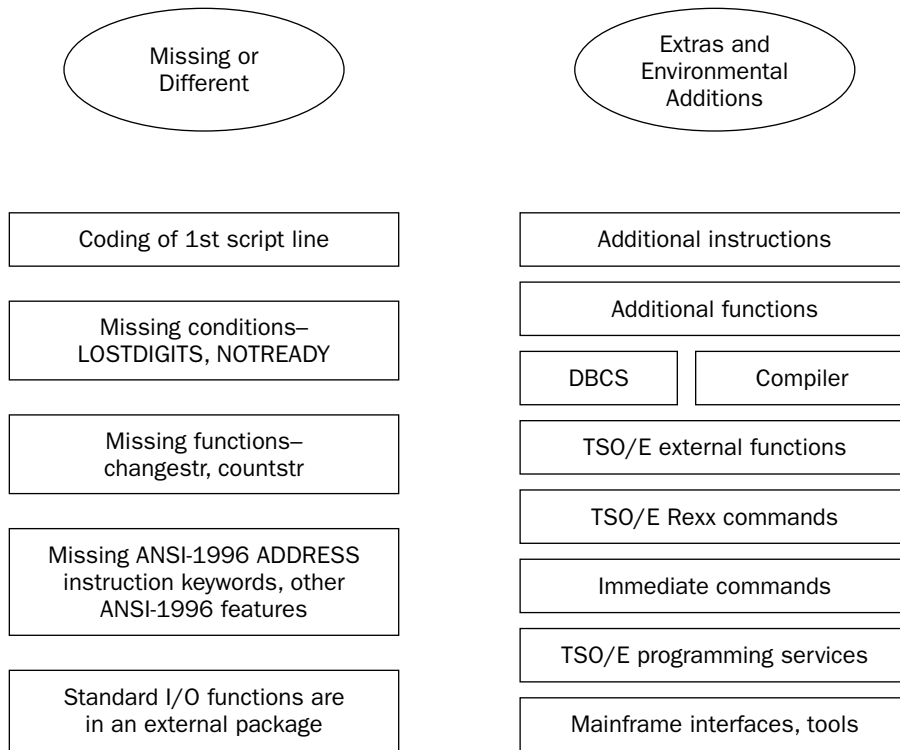 Missing or
Different
Coding of 1st script line
Missing conditions–
LOSTDIGITS, NOTREADY
Missing functions–
changestr, countstr
Missing ANSI-1996 ADDRESS
instruction keywords, other
ANSI-1996 features
Standard I/O functions are
in an external package
Extras and
Environmental
Additions
Additional instructions
Additional functions
DBCS
Compiler
TSO/E external functions
TSO/E Rexx commands
Immediate commands
TSO/E programming services
Mainframe interfaces, tools